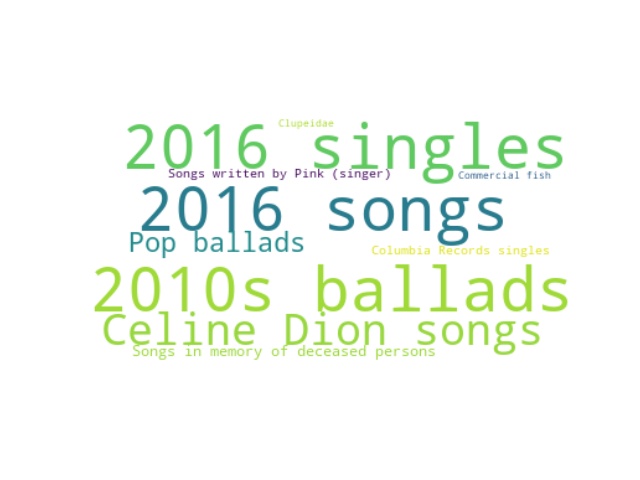 Clupeidae
2016 singles
Songs written by Pink (singer)
Commercial fish
2016 songs
Pop ballads
Columbia Records singles
2010s ballads
Celine Dion songs
Songs in memory of deceased persons